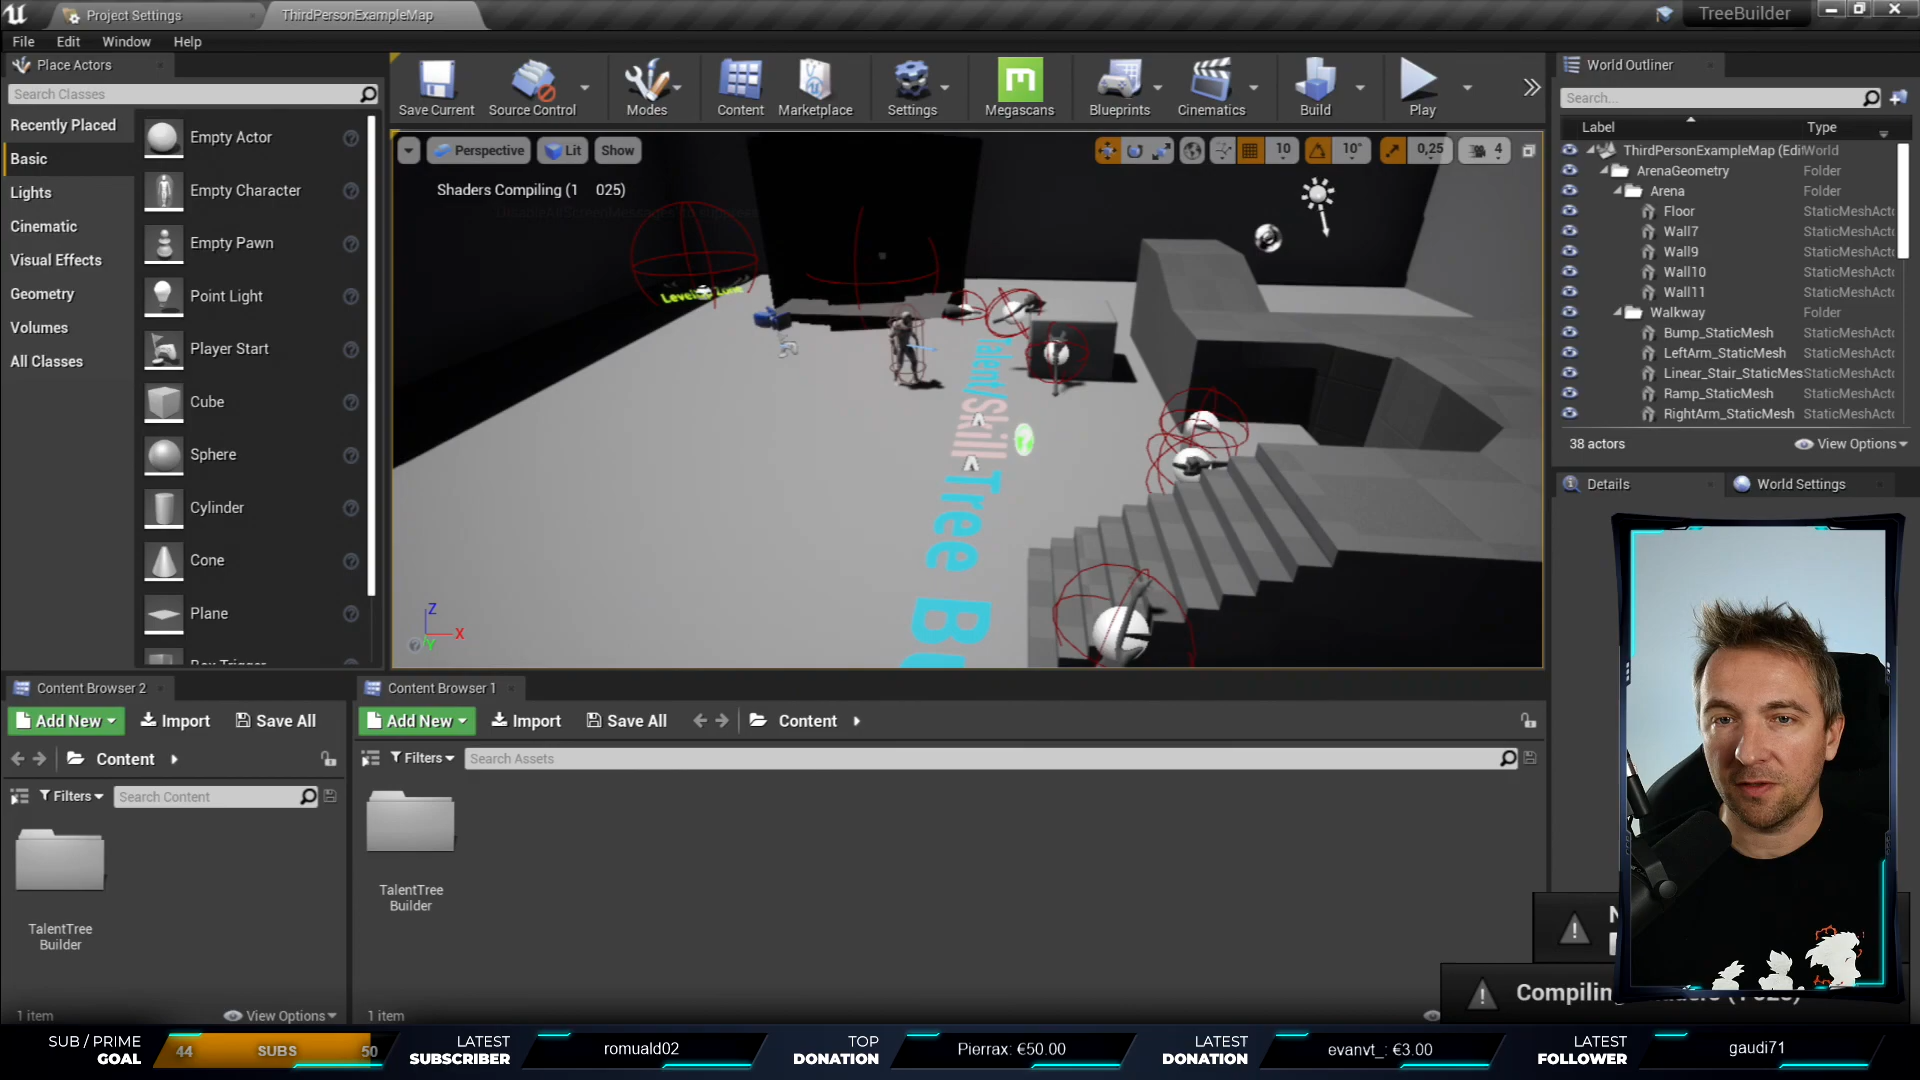 Project Settings
ThirdPersonExampleMap
TreeBuilder
File
Edit
Window
Help
Place Actors
Search Classes
Recently Placed
Basic
Lights
Cinematic
Visual Effects
Geometry
Volumes
All Classes
Empty Actor
Empty Character
Empty Pawn
Point Light
Player Start
Cube
Sphere
Cylinder
Cone
Plane
Box Trigger
Save Current
Source Control
Modes
Content
Marketplace
Settings
Megascans
Blueprints
Cinematics
Build
Play
Perspective
Lit
Show
10
10°
0,25
4
Shaders Compiling (1 025)
Talent/Skill Tree
Z
X
Y
World Outliner
Search...
Label
Type
ThirdPersonExampleMap (Edi
World
ArenaGeometry
Folder
Arena
Folder
Floor
StaticMeshActo
Wall7
StaticMeshActo
Wall9
StaticMeshActo
Wall10
StaticMeshActo
Wall11
StaticMeshActo
Walkway
Folder
Bump_StaticMesh
StaticMeshActo
LeftArm_StaticMesh
StaticMeshActo
Linear_Stair_StaticMes
StaticMeshActo
Ramp_StaticMesh
StaticMeshActo
RightArm_StaticMesh
StaticMeshActo
38 actors
View Options
Details
World Settings
Content Browser 2
Add New
Import
Save All
Content
Filters
Search Content
TalentTree
Builder
1 item
View Options
Content Browser 1
Add New
Import
Save All
Content
Filters
Search Assets
TalentTree
Builder
1 item
SUB / PRIME
GOAL
44
SUBS
50
LATEST
SUBSCRIBER
romuald02
TOP
DONATION
Pierrax: €50.00
LATEST
DONATION
evanvt_: €3.00
LATEST
FOLLOWER
gaudi71